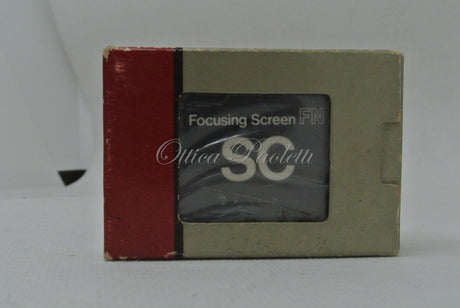 Focusing Screen FN
Ottica Paoletti
SC